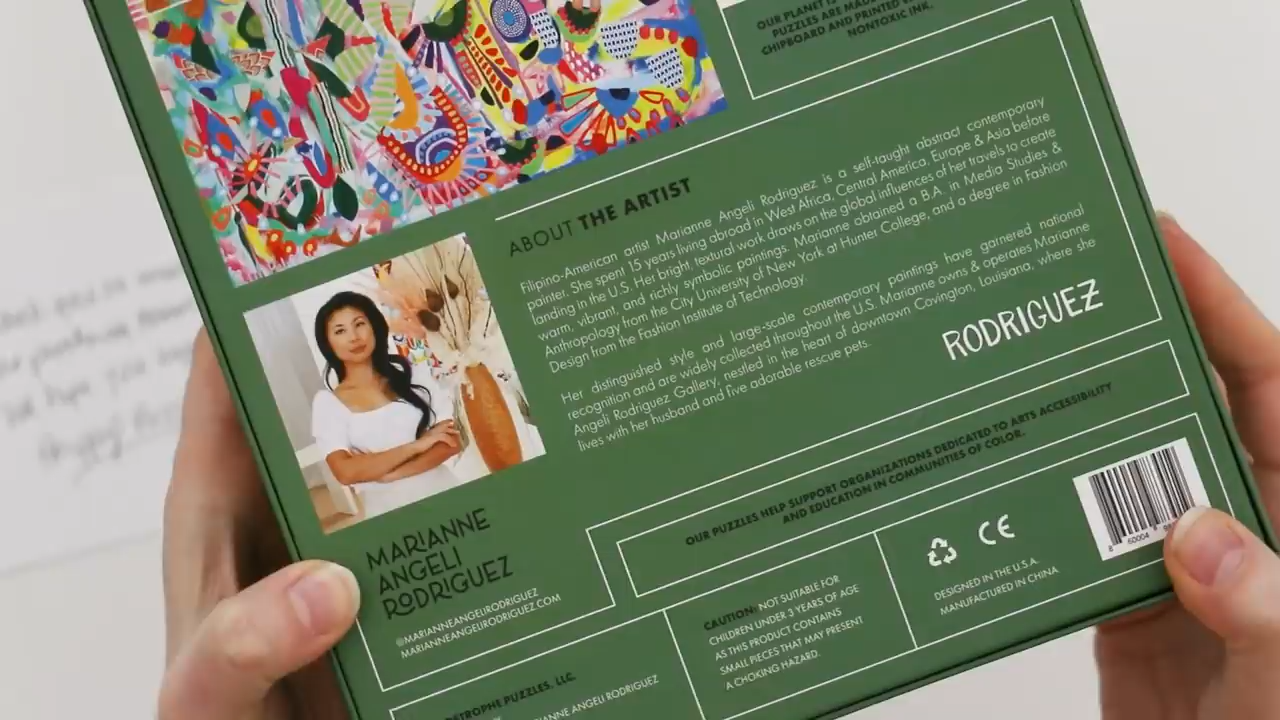 OUR PLANET
PUZZLES ARE MADE
CHIPBOARD AND PRINTED
NONTOXIC INK.
ABOUT THE ARTIST
Filipino-American artist Marianne Angeli Rodriguez is a self-taught abstract contemporary
painter. She spent 15 years living abroad in West Africa, Central America, Europe & Asia before
landing in the U.S. Her bright, textural work draws on the global influences of her travels to create
warm, vibrant, and richly symbolic paintings. Marianne obtained a B.A. in Media Studies &
Anthropology from the City University of New York at Hunter College, and a degree in Fashion
Design from the Fashion Institute of Technology.
Her distinguished style and large-scale contemporary paintings have garnered national
recognition and are widely collected throughout the U.S. Marianne owns & operates Marianne
Angeli Rodriguez Gallery, nestled in the heart of downtown Covington, Louisiana, where she
lives with her husband and five adorable rescue pets.
RODRIGUEZ
MARIANNE
ANGELI
RODRIGUEZ
@MARIANNEANGELIRODRIGUEZ
MARIANNEANGELIRODRIGUEZ.COM
OUR PUZZLES HELP SUPPORT ORGANIZATIONS DEDICATED TO ARTS ACCESSIBILITY
AND EDUCATION IN COMMUNITIES OF COLOR.
CAUTION: NOT SUITABLE FOR
CHILDREN UNDER 3 YEARS OF AGE
AS THIS PRODUCT CONTAINS
SMALL PIECES THAT MAY PRESENT
A CHOKING HAZARD.
CE
DESIGNED IN THE U.S.A.
MANUFACTURED IN CHINA
8 60004
PUZZLES, LLC.
ANGELI RODRIGUEZ